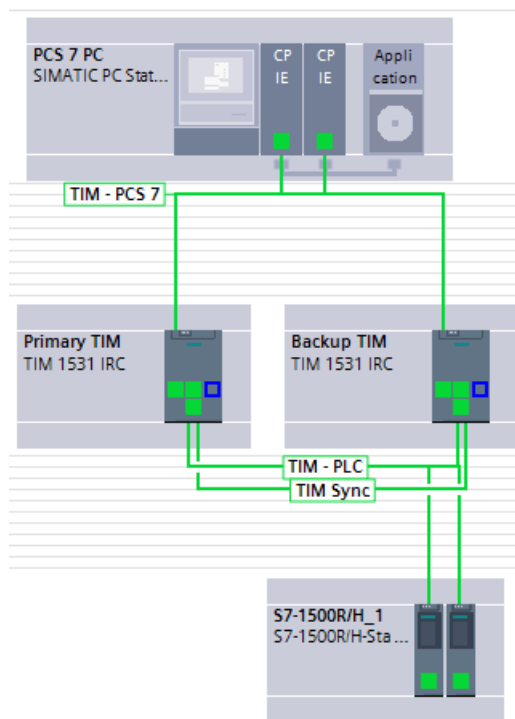 PCS 7 PC
SIMATIC PC Stat...
CP
IE
CP
IE
Appli
cation
TIM - PCS 7
Primary TIM
TIM 1531 IRC
Backup TIM
TIM 1531 IRC
TIM - PLC
TIM Sync
S7-1500R/H_1
S7-1500R/H-Sta...